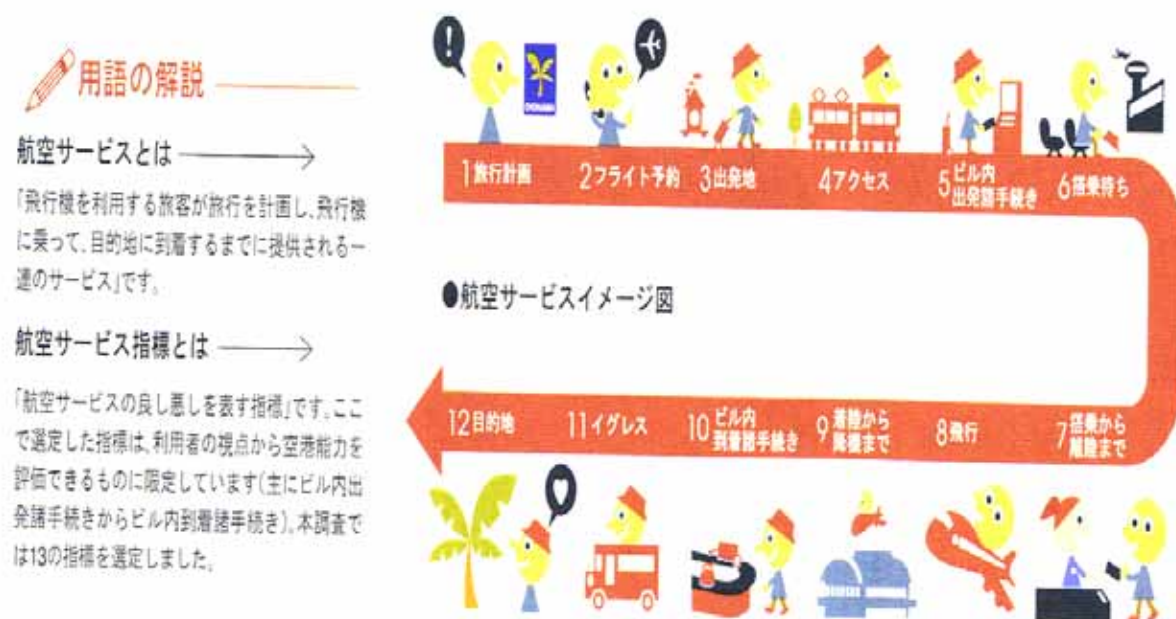 用語の解説
航空サービスとは
「飛行機を利用する旅客が旅行を計画し、飛行機
に乗って、目的地に到着するまでに提供される一
連のサービス」です。
航空サービス指標とは
「航空サービスの良し悪しを表す指標」です。ここ
で選定した指標は、利用者の視点から空港能力を
評価できるものに限定しています(主にビル内出
発諸手続きからビル内到着諸手続き)。本調査で
は13の指標を選定しました。
!
OKINAWA
1旅行計画
2フライト予約
3出発地
4アクセス
5ビル内
出発諸手続き
6搭乗待ち
●航空サービスイメージ図
7搭乗から
離陸まで
8飛行
9着陸から
降機まで
10ビル内
到着諸手続き
11イグレス
12目的地